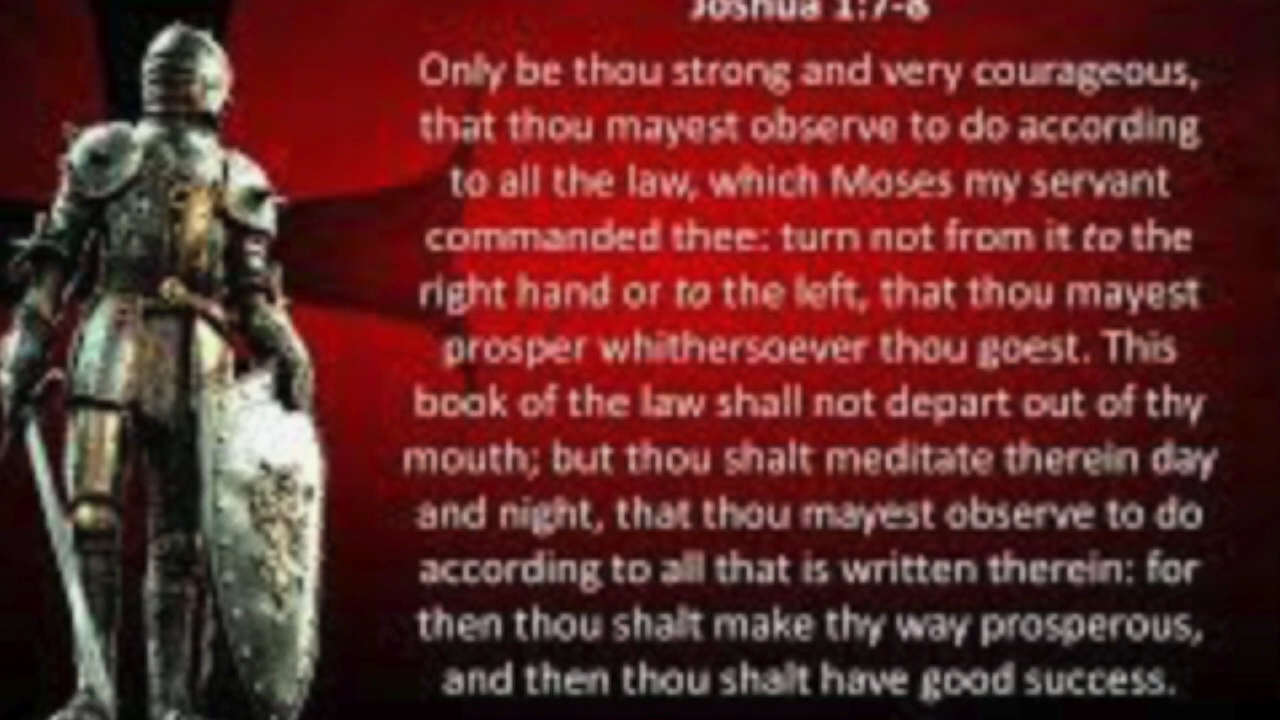 Joshua 1:7-8
Only be thou strong and very courageous,
that thou mayest observe to do according
to all the law, which Moses my servant
commanded thee: turn not from it to the
right hand or to the left, that thou mayest
prosper whithersoever thou goest. This
book of the law shall not depart out of thy
mouth; but thou shalt meditate therein day
and night, that thou mayest observe to do
according to all that is written therein: for
then thou shalt make thy way prosperous,
and then thou shalt have good success.